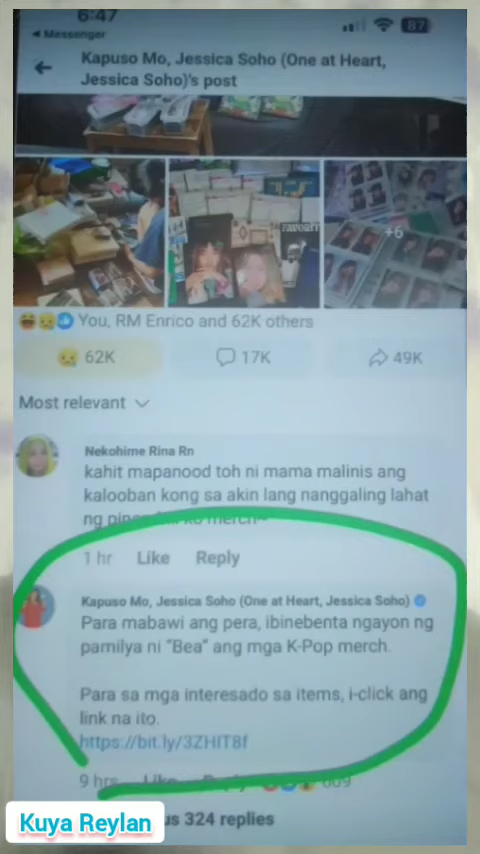 6:47
87
◄ Messenger
Kapuso Mo, Jessica Soho (One at Heart,
Jessica Soho)'s post
+6
You, RM Enrico and 62K others
62K
17K
49K
Most relevant
Nekohime Rina Rn
kahit mapanood toh ni mama malinis ang
kalooban kong sa akin lang nanggaling lahat
ng merch
1 hr Like Reply
Kapuso Mo, Jessica Soho (One at Heart, Jessica Soho)
Para mabawi ang pera, ibinebenta ngayon ng
pamilya ni "Bea" ang mga K-Pop merch.
Para sa mga interesado sa items, i-click ang
link na ito.
https://bit.ly/3ZHIT8f
9 hrs Like Reply 609
us 324 replies
Kuya Reylan